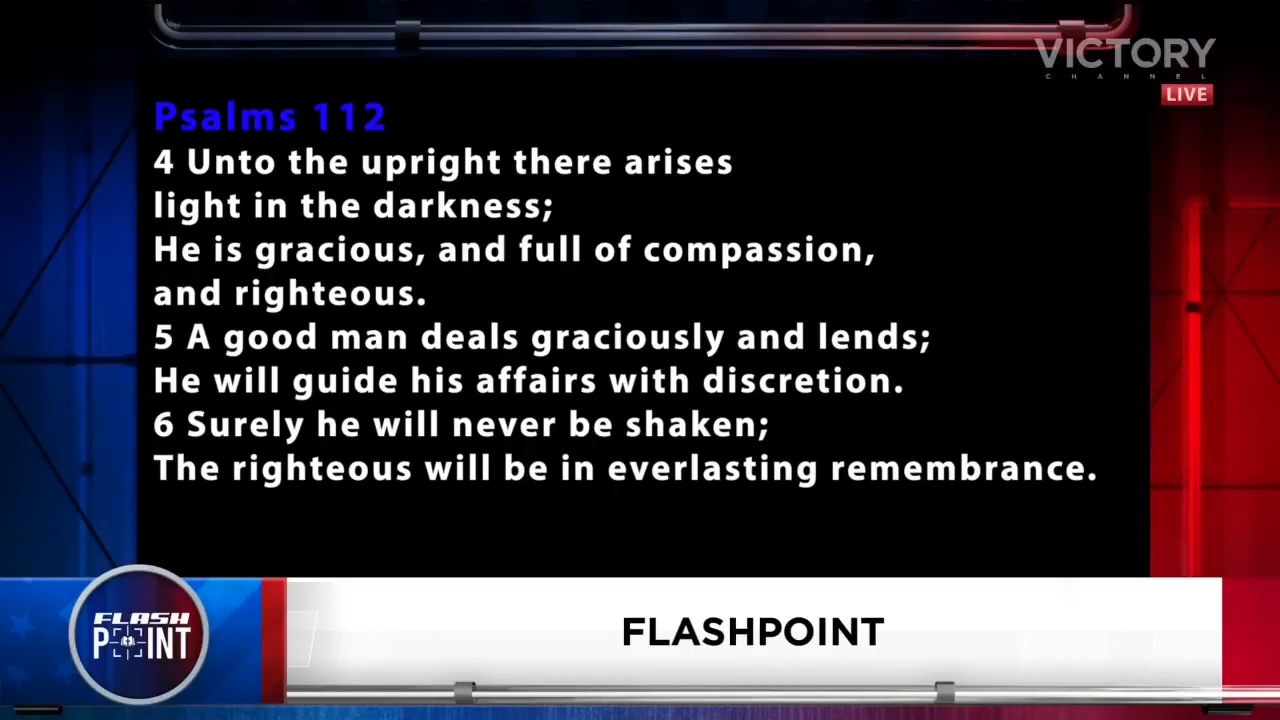 VICTORY
CHANNEL
LIVE
Psalms 112
4 Unto the upright there arises
light in the darkness;
He is gracious, and full of compassion,
and righteous.
5 A good man deals graciously and lends;
He will guide his affairs with discretion.
6 Surely he will never be shaken;
The righteous will be in everlasting remembrance.
FLASH
POINT
FLASHPOINT